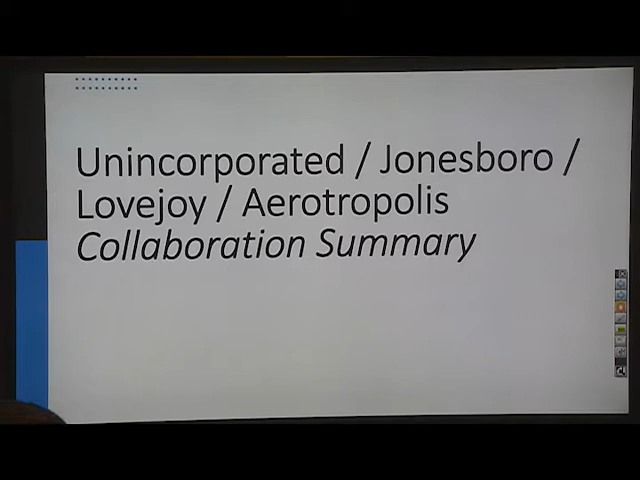 Unincorporated / Jonesboro /
Lovejoy / Aerotropolis
Collaboration Summary